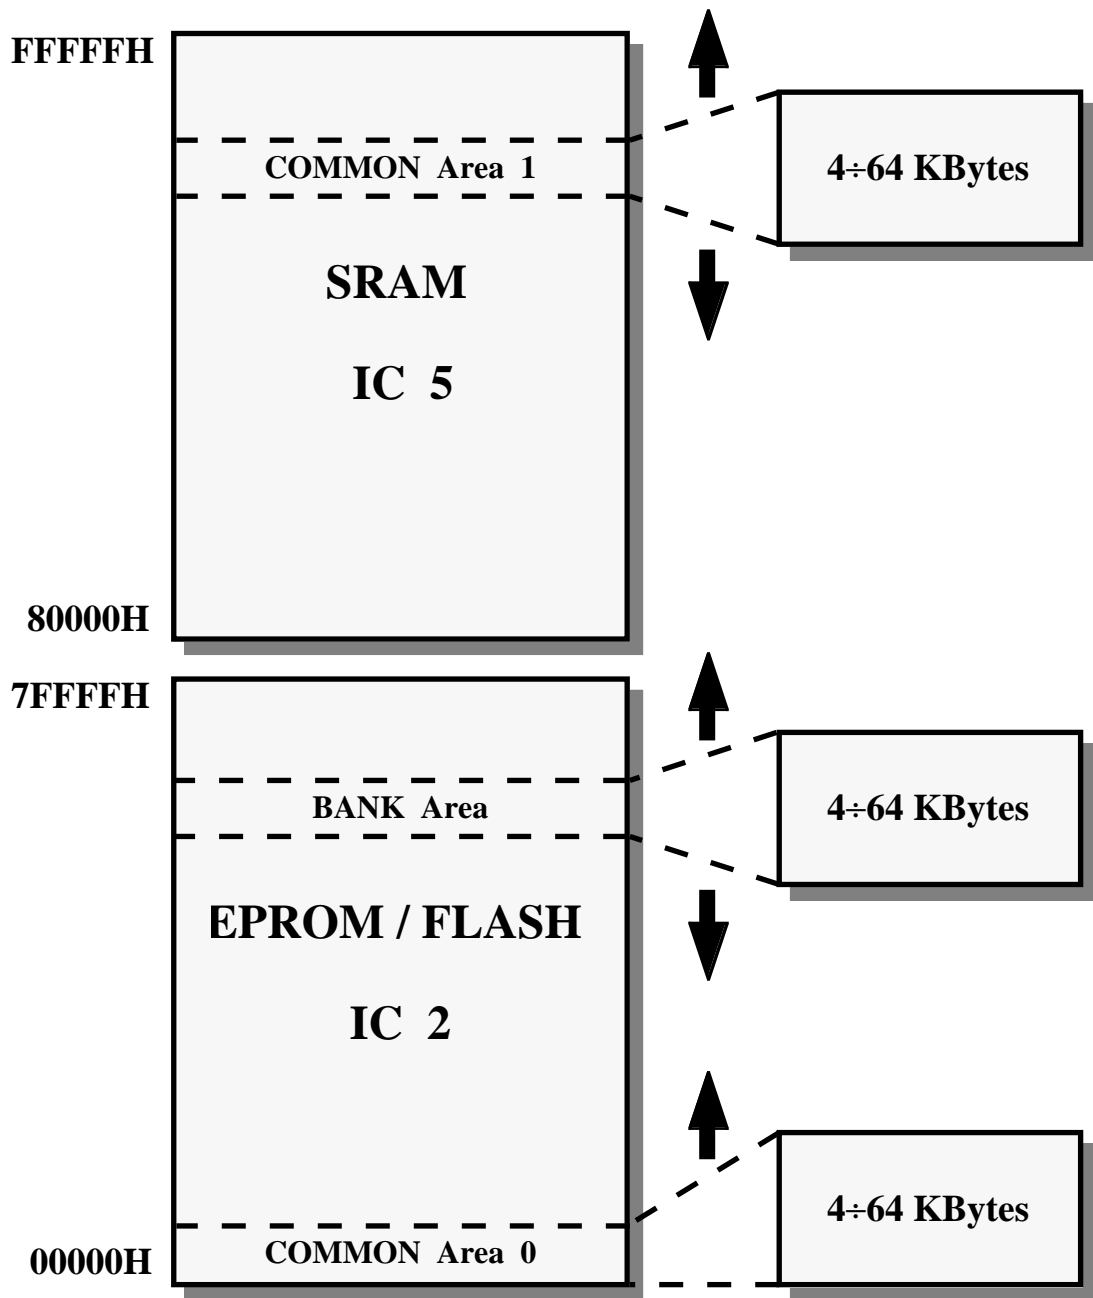 FFFFFH
COMMON Area 1
4÷64 KBytes
SRAM
IC 5
80000H
7FFFFH
BANK Area
4÷64 KBytes
EPROM / FLASH
IC 2
4÷64 KBytes
COMMON Area 0
00000H